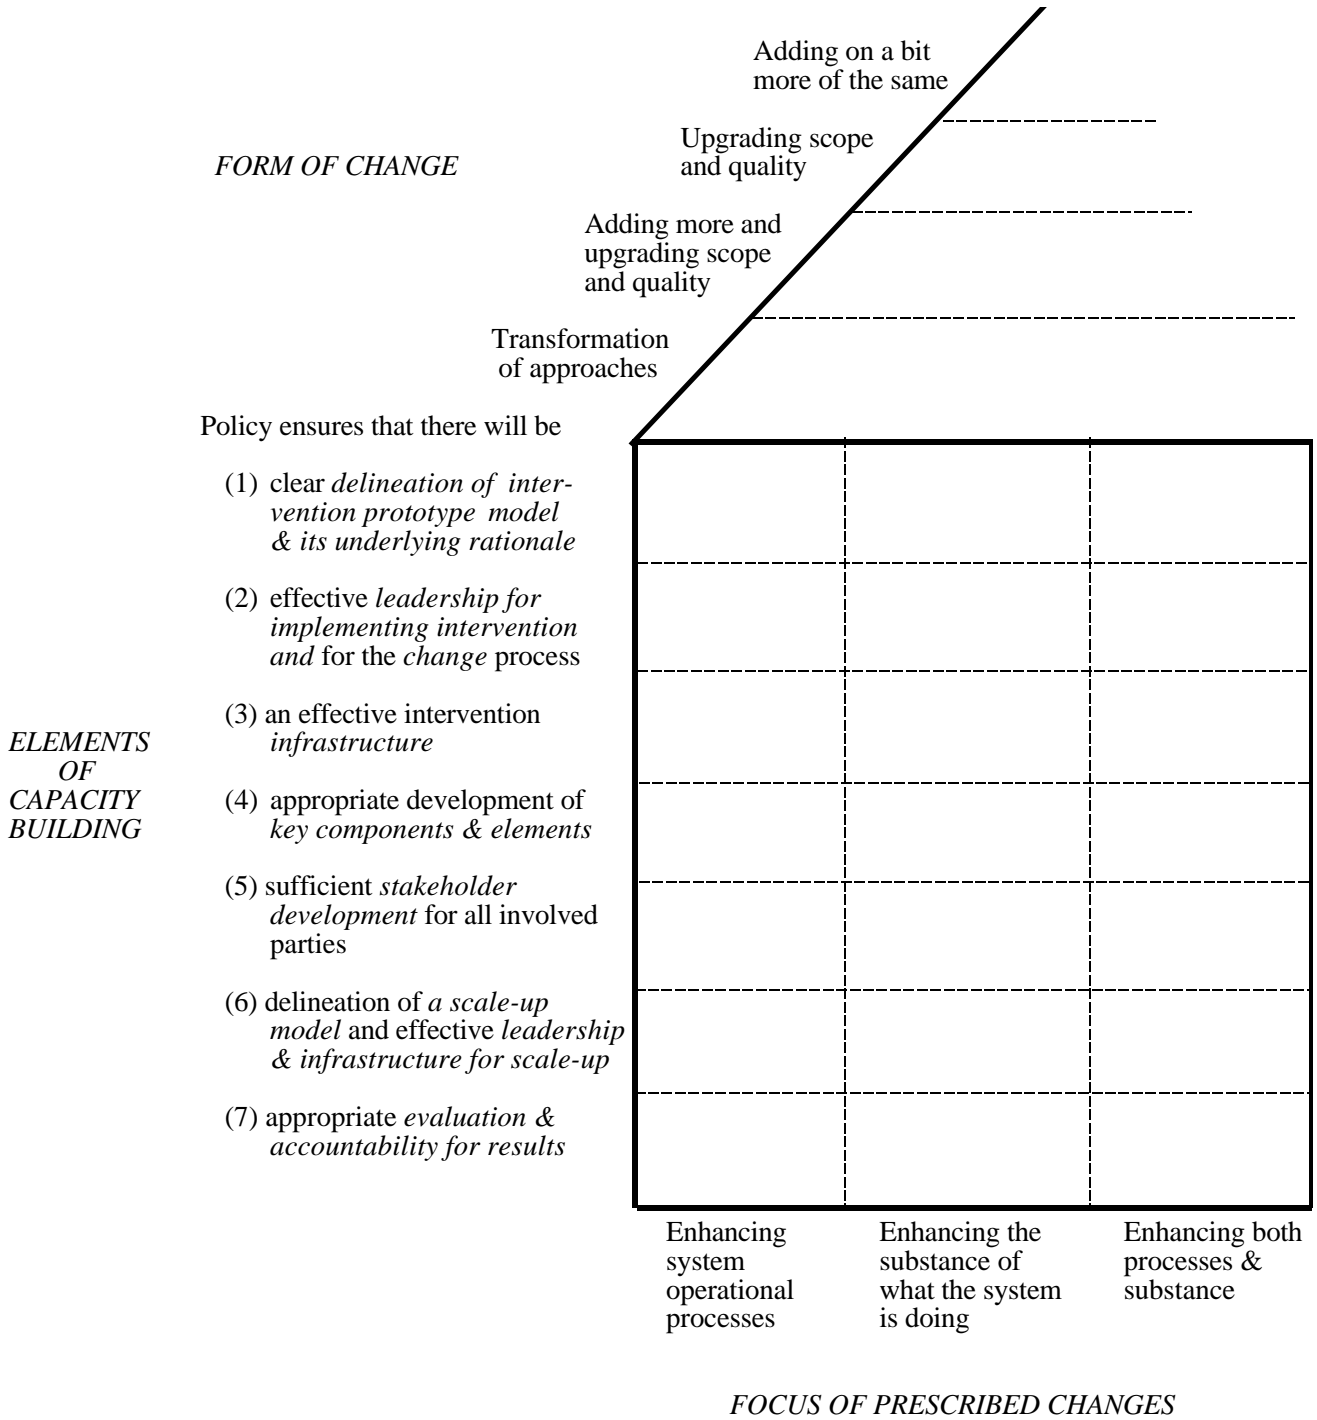 Adding on a bit
more of the same
Upgrading scope
and quality
FORM OF CHANGE
Adding more and
upgrading scope
and quality
Transformation
of approaches
Policy ensures that there will be
(1) clear delineation of inter-
vention prototype model
& its underlying rationale
(2) effective leadership for
implementing intervention
and for the change process
(3) an effective intervention
infrastructure
ELEMENTS
OF
CAPACITY
BUILDING
(4) appropriate development of
key components & elements
(5) sufficient stakeholder
development for all involved
parties
(6) delineation of a scale-up
model and effective leadership
& infrastructure for scale-up
(7) appropriate evaluation &
accountability for results
Enhancing
system
operational
processes
Enhancing the
substance of
what the system
is doing
Enhancing both
processes &
substance
FOCUS OF PRESCRIBED CHANGES